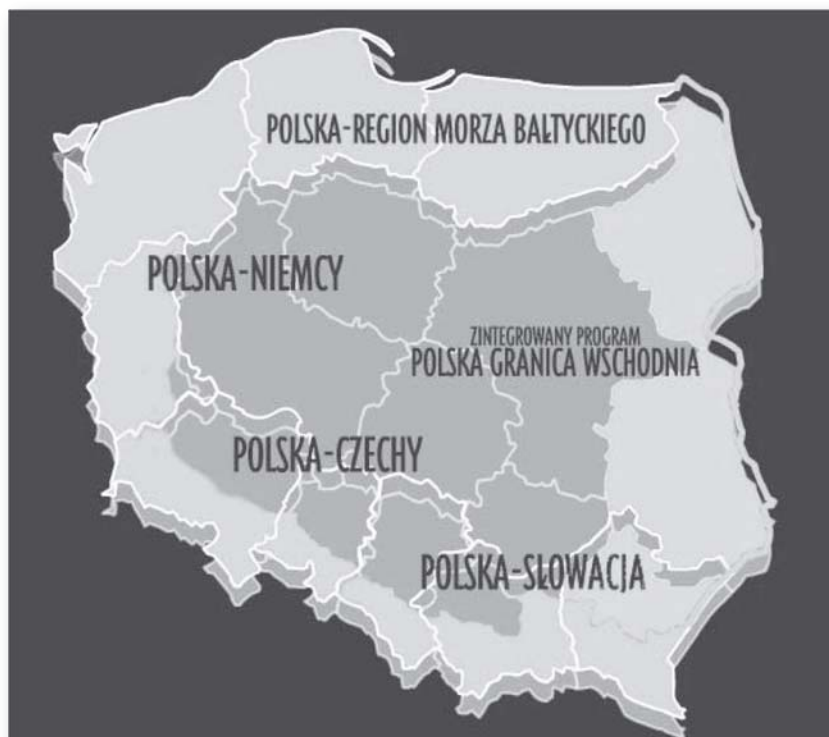 POLSKA-REGION MORZA BAŁTYCKIEGO
POLSKA-NIEMCY
ZINTEGROWANY PROGRAM
POLSKA GRANICA WSCHODNIA
POLSKA-CZECHY
POLSKA-SŁOWACJA